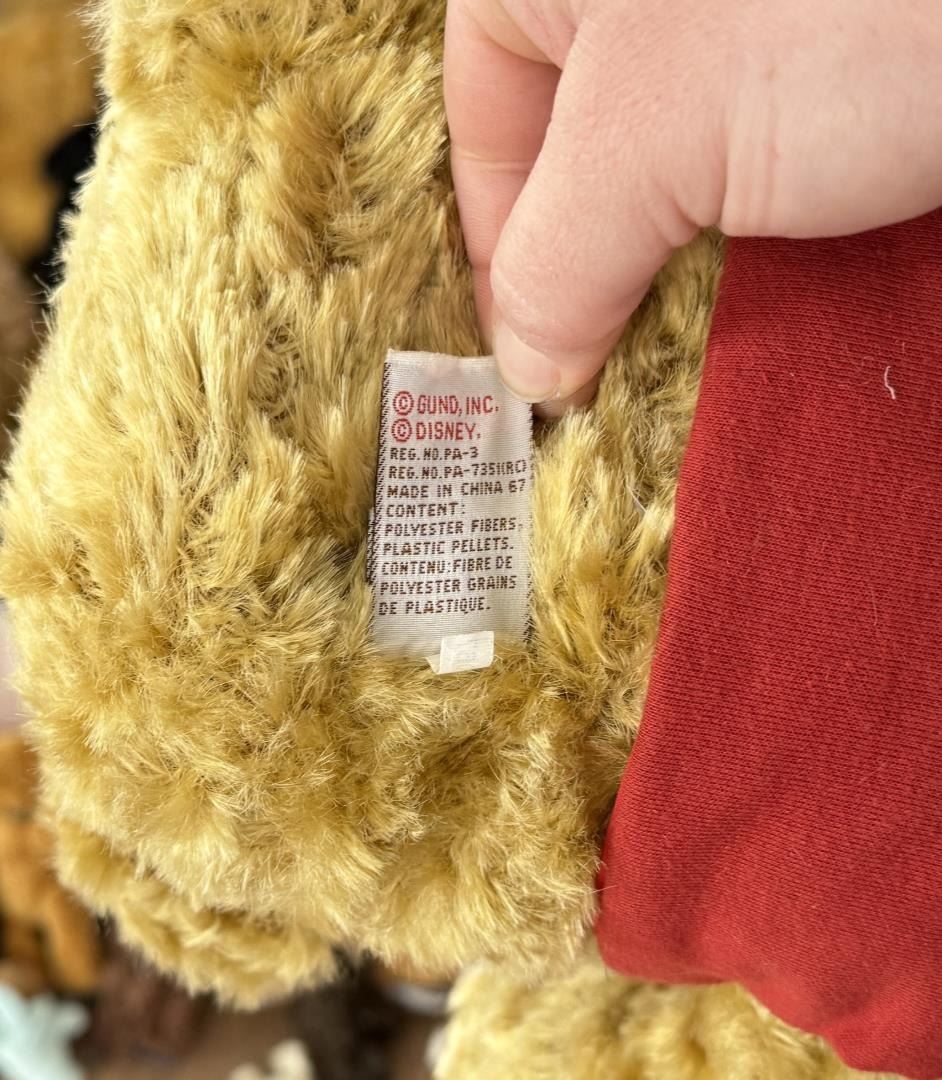 © GUND, INC.
© DISNEY.
REG. NO. PA-3
REG. NO. PA-7351(RC)
MADE IN CHINA 67
CONTENT:
POLYESTER FIBERS,
PLASTIC PELLETS.
CONTENU: FIBRE DE
POLYESTER GRAINS
DE PLASTIQUE.